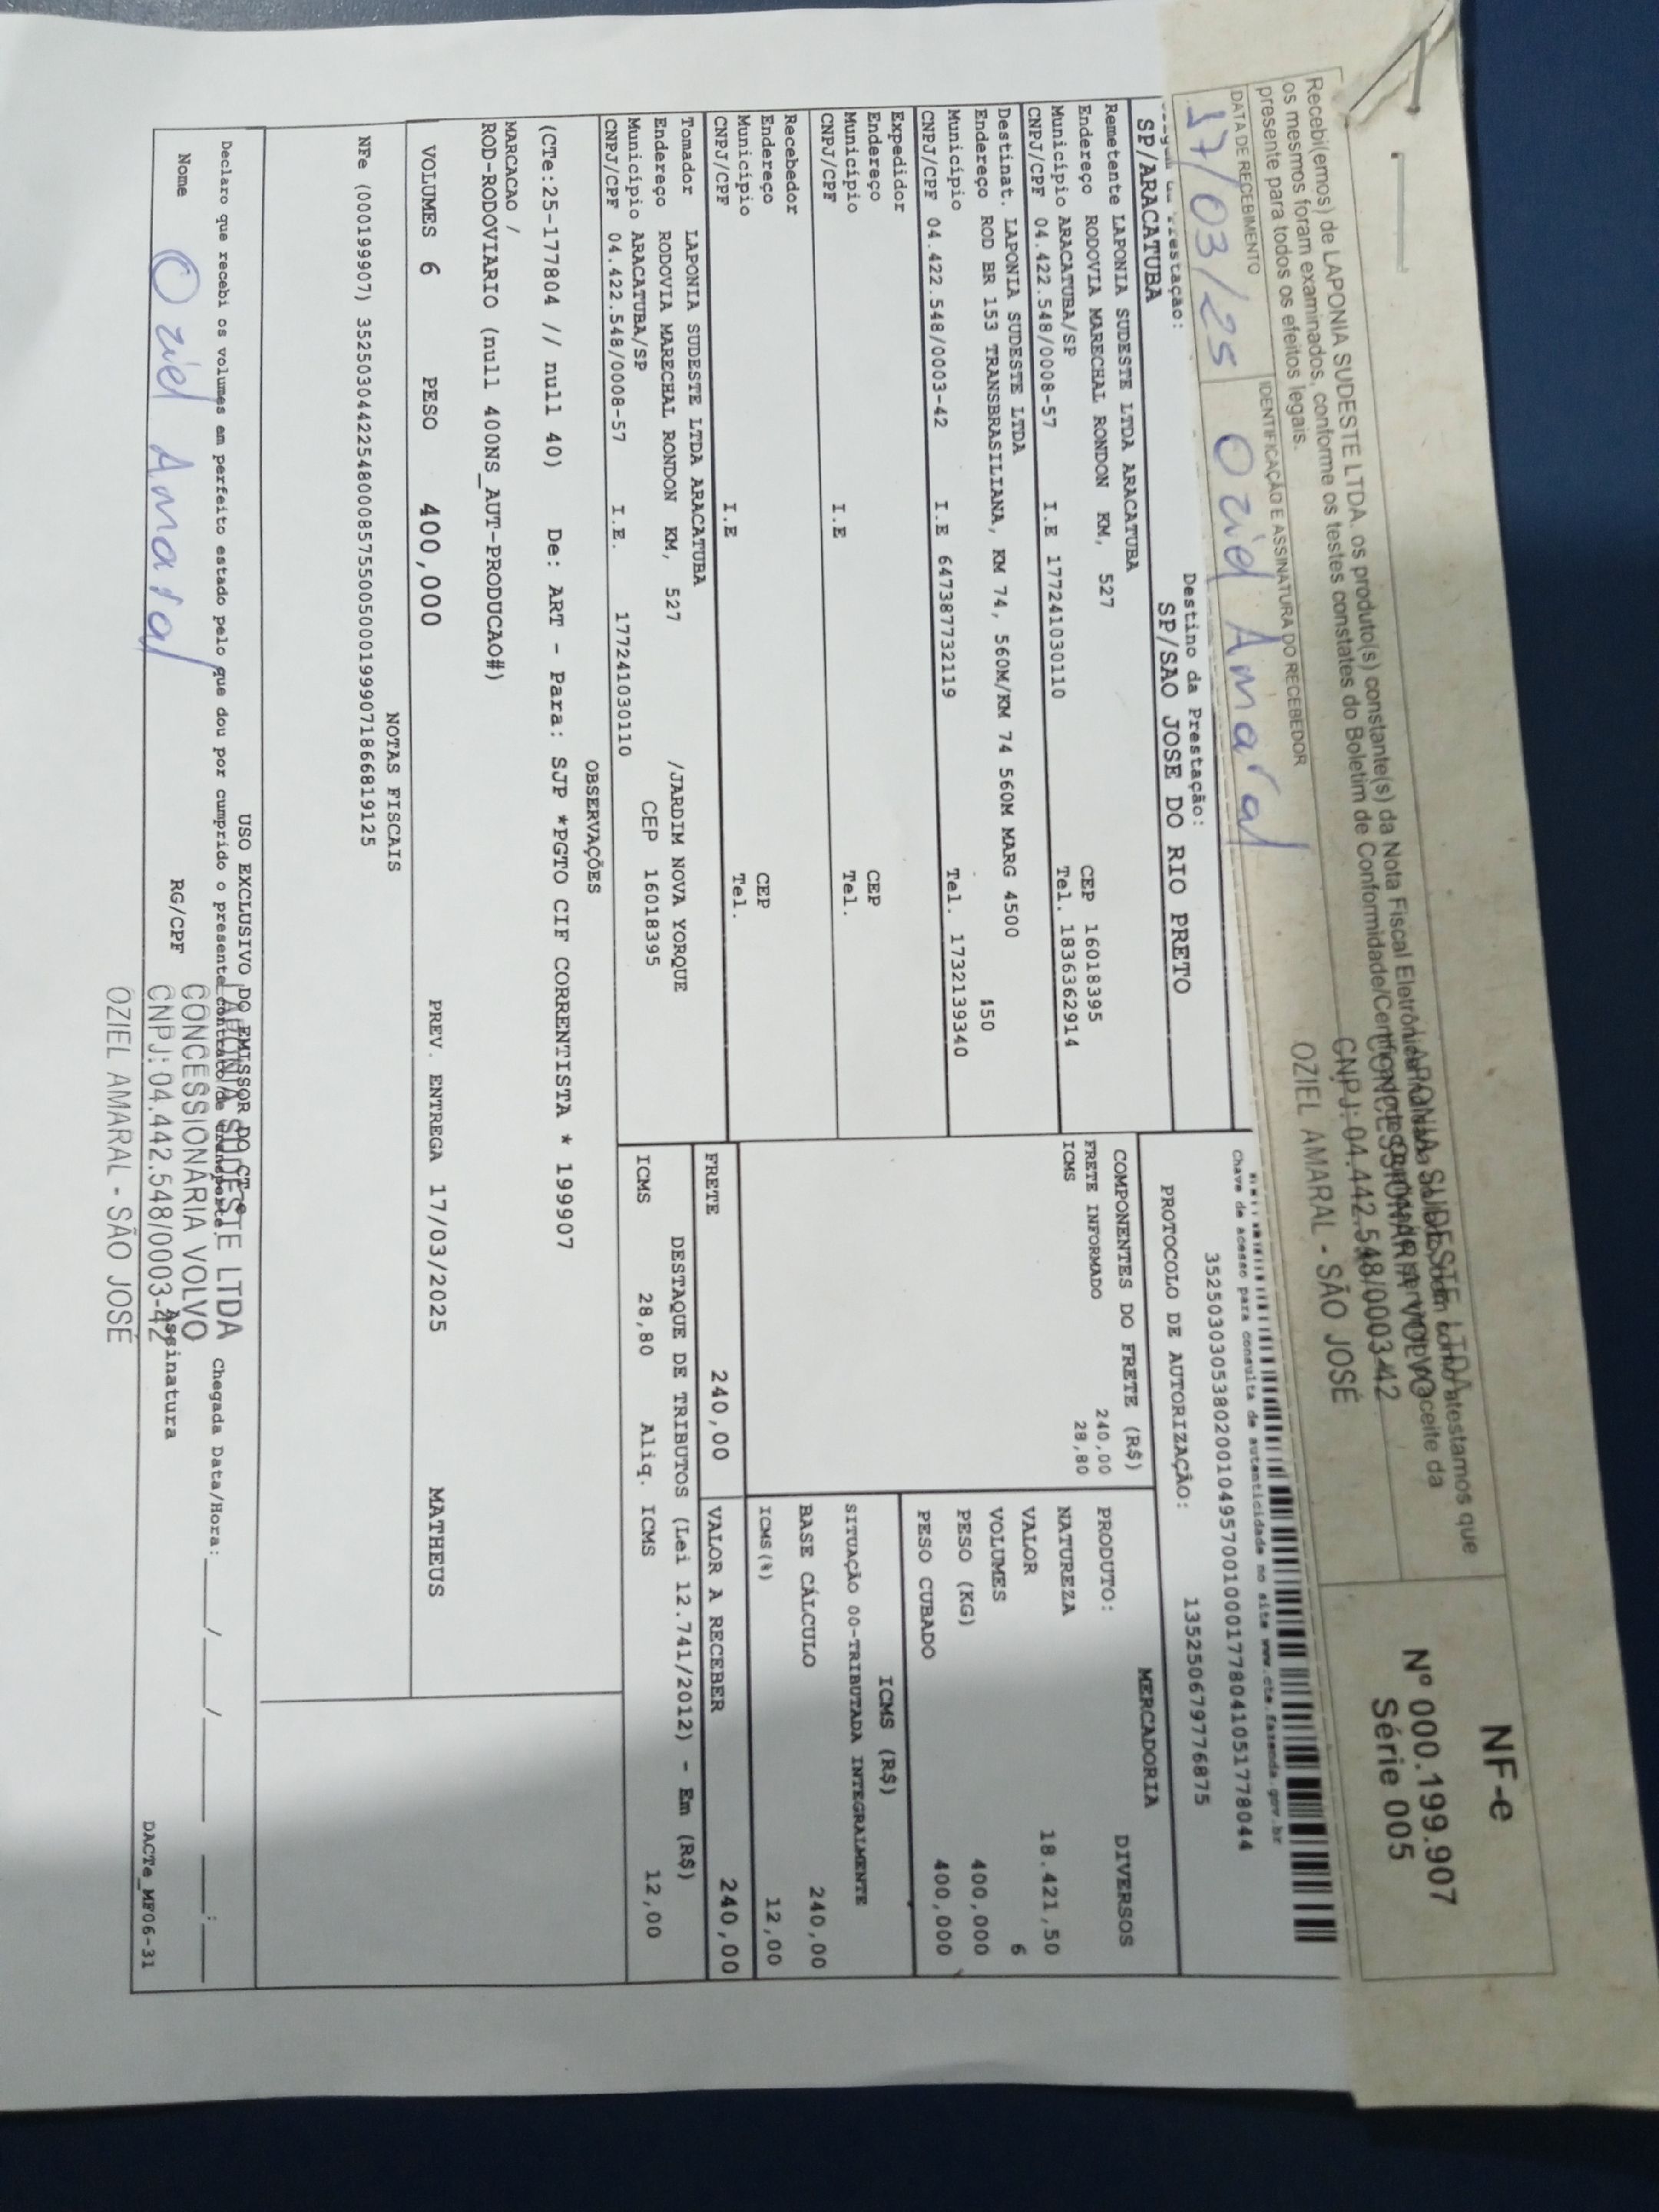 Recebi(emos) de LAPONIA SUDESTE LTDA. os produto(s) constante(s) da Nota Fiscal Eletrônica
os mesmos foram examinados, conforme os testes constates do Boletim de Conformidade/Certificado de atestamos que
presente para todos os efeitos legais. aceite da
LAPONIA SUDESTE LTDA
CONCESSIONÁRIA VOLVO
CNPJ: 04.442.548/0003-42
OZIEL AMARAL - SÃO JOSÉ
DATA DE RECEBIMENTO
IDENTIFICAÇÃO E ASSINATURA DO RECEBEDOR
17/03/25 Oziel Amaral
NF-e
Nº 000.199.907
Série 005
Chave de acesso para consulta de autenticidade no site www.cte.fazenda.gov.br
35250303053802001049570010001778041051778044
PROTOCOLO DE AUTORIZAÇÃO: 135250679776875
Prestação:
SP/ARACATUBA
Destino da Prestação:
SP/SAO JOSE DO RIO PRETO
Remetente LAPONIA SUDESTE LTDA ARACATUBA
Endereço RODOVIA MARECHAL RONDON KM, 527 CEP 16018395
Município ARACATUBA/SP Tel. 1836362914
CNPJ/CPF 04.422.548/0008-57 I.E 177241030110
Destinat. LAPONIA SUDESTE LTDA
Endereço ROD BR 153 TRANSBRASILIANA, KM 74, 560M/KM 74 560M MARG 4500
Município Tel. 1732139340
CNPJ/CPF 04.422.548/0003-42 I.E 647387732119
Expedidor
Endereço CEP
Município Tel.
CNPJ/CPF I.E
Recebedor
Endereço CEP
Município Tel.
CNPJ/CPF I.E
Tomador LAPONIA SUDESTE LTDA ARACATUBA
Endereço RODOVIA MARECHAL RONDON KM, 527 /JARDIM NOVA YORQUE
Município ARACATUBA/SP CEP 16018395
CNPJ/CPF 04.422.548/0008-57 I.E. 177241030110
COMPONENTES DO FRETE (R$)
FRETE INFORMADO 240,00
ICMS 28,80
MERCADORIA
PRODUTO: DIVERSOS
NATUREZA
VALOR 18.421,50
VOLUMES 6
PESO (KG) 400,000
PESO CUBADO 400,000
ICMS (R$)
SITUAÇÃO 00-TRIBUTADA INTEGRALMENTE
BASE CÁLCULO 240,00
ICMS(%) 12,00
FRETE 240,00
VALOR A RECEBER 240,00
DESTAQUE DE TRIBUTOS (Lei 12.741/2012) - Em (R$)
ICMS 28,80 Aliq. ICMS 12,00
OBSERVAÇÕES
(CTe:25-177804 // null 40) De: ART - Para: SJP *PGTO CIF CORRENTISTA * 199907
MARCACAO /
ROD-RODOVIARIO (null 400NS_AUT-PRODUCAO#)
VOLUMES 6 PESO 400,000 PREV. ENTREGA 17/03/2025 MATHEUS
NOTAS FISCAIS
NFe (000199907) 35250304422548000857550050001999071866819125
USO EXCLUSIVO DO EMISSOR DO CT-e
Declaro que recebi os volumes em perfeito estado pelo que dou por cumprido o presente contrato de transporte. Chegada Data/Hora:____/____/____ ____:____
Nome Oziel Amaral RG/CPF Assinatura
LAPONIA SUDESTE LTDA
CONCESSIONÁRIA VOLVO
CNPJ: 04.442.548/0003-42
OZIEL AMARAL - SÃO JOSÉ
DACTe_MF06-31